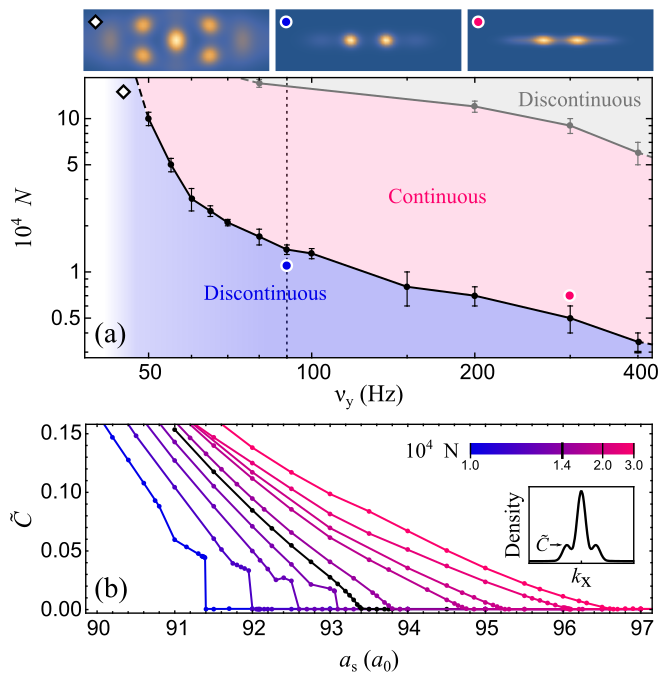 Discontinuous
10
5
1
0.5
10⁴ N
Continuous
Discontinuous
(a)
50
100
200
400
ν_y (Hz)
0.15
0.10
0.05
0.00
C̃
10⁴ N
1.0
1.4
2.0
3.0
Density
C̃→
k_X
(b)
90
91
92
93
94
95
96
97
a_s (a_0)